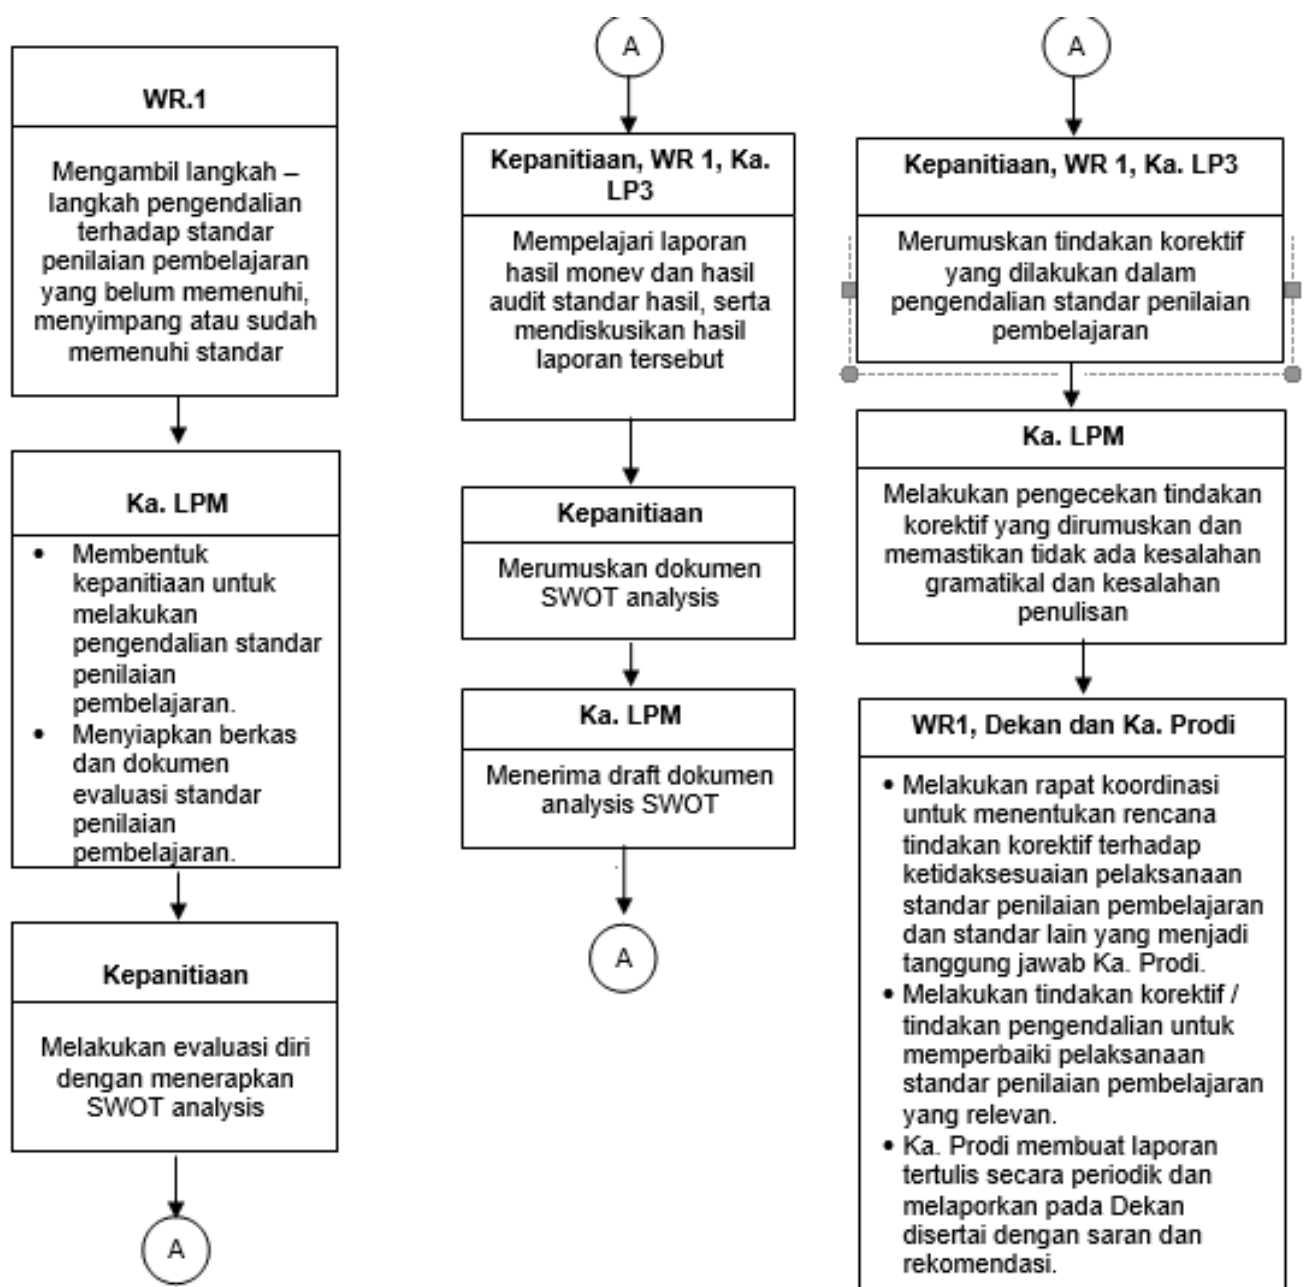 WR.1
Mengambil langkah –
langkah pengendalian
terhadap standar
penilaian pembelajaran
yang belum memenuhi,
menyimpang atau sudah
memenuhi standar
Ka. LPM
• Membentuk
kepanitiaan untuk
melakukan
pengendalian standar
penilaian
pembelajaran.
• Menyiapkan berkas
dan dokumen
evaluasi standar
penilaian
pembelajaran.
Kepanitiaan
Melakukan evaluasi diri
dengan menerapkan
SWOT analysis
A
A
Kepanitiaan, WR 1, Ka.
LP3
Mempelajari laporan
hasil monev dan hasil
audit standar hasil, serta
mendiskusikan hasil
laporan tersebut
Kepanitiaan
Merumuskan dokumen
SWOT analysis
Ka. LPM
Menerima draft dokumen
analysis SWOT
A
A
Kepanitiaan, WR 1, Ka. LP3
Merumuskan tindakan korektif
yang dilakukan dalam
pengendalian standar penilaian
pembelajaran
Ka. LPM
Melakukan pengecekan tindakan
korektif yang dirumuskan dan
memastikan tidak ada kesalahan
gramatikal dan kesalahan
penulisan
WR1, Dekan dan Ka. Prodi
• Melakukan rapat koordinasi
untuk menentukan rencana
tindakan korektif terhadap
ketidaksesuaian pelaksanaan
standar penilaian pembelajaran
dan standar lain yang menjadi
tanggung jawab Ka. Prodi.
• Melakukan tindakan korektif /
tindakan pengendalian untuk
memperbaiki pelaksanaan
standar penilaian pembelajaran
yang relevan.
• Ka. Prodi membuat laporan
tertulis secara periodik dan
melaporkan pada Dekan
disertai dengan saran dan
rekomendasi.